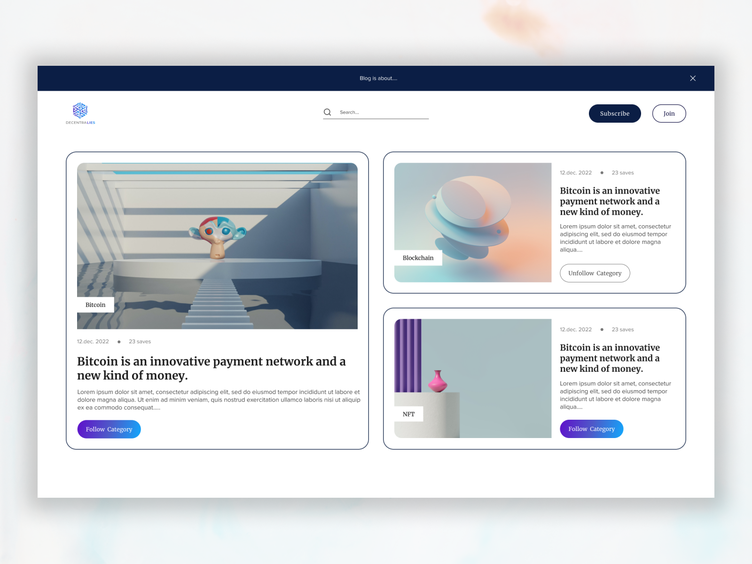 Blog is about....
DECENTRALIZE
Search...
Subscribe
Join
Bitcoin
12.dec, 2022
23 saves
Bitcoin is an innovative payment network and a
new kind of money.
Lorem ipsum dolor sit amet, consectetur adipiscing elit, sed do eiusmod tempor incididunt ut labore et
dolore magna aliqua. Ut enim ad minim veniam, quis nostrud exercitation ullamco laboris nisi ut aliquip
ex ea commodo consequat.....
Follow Category
Blockchain
12.dec, 2022
23 saves
Bitcoin is an innovative
payment network and a
new kind of money.
Lorem ipsum dolor sit amet, consectetur
adipiscing elit, sed do eiusmod tempor
incididunt ut labore et dolore magna
aliqua....
Unfollow Category
NFT
12.dec, 2022
23 saves
Bitcoin is an innovative
payment network and a
new kind of money.
Lorem ipsum dolor sit amet, consectetur
adipiscing elit, sed do eiusmod tempor
incididunt ut labore et dolore magna
aliqua....
Follow Category